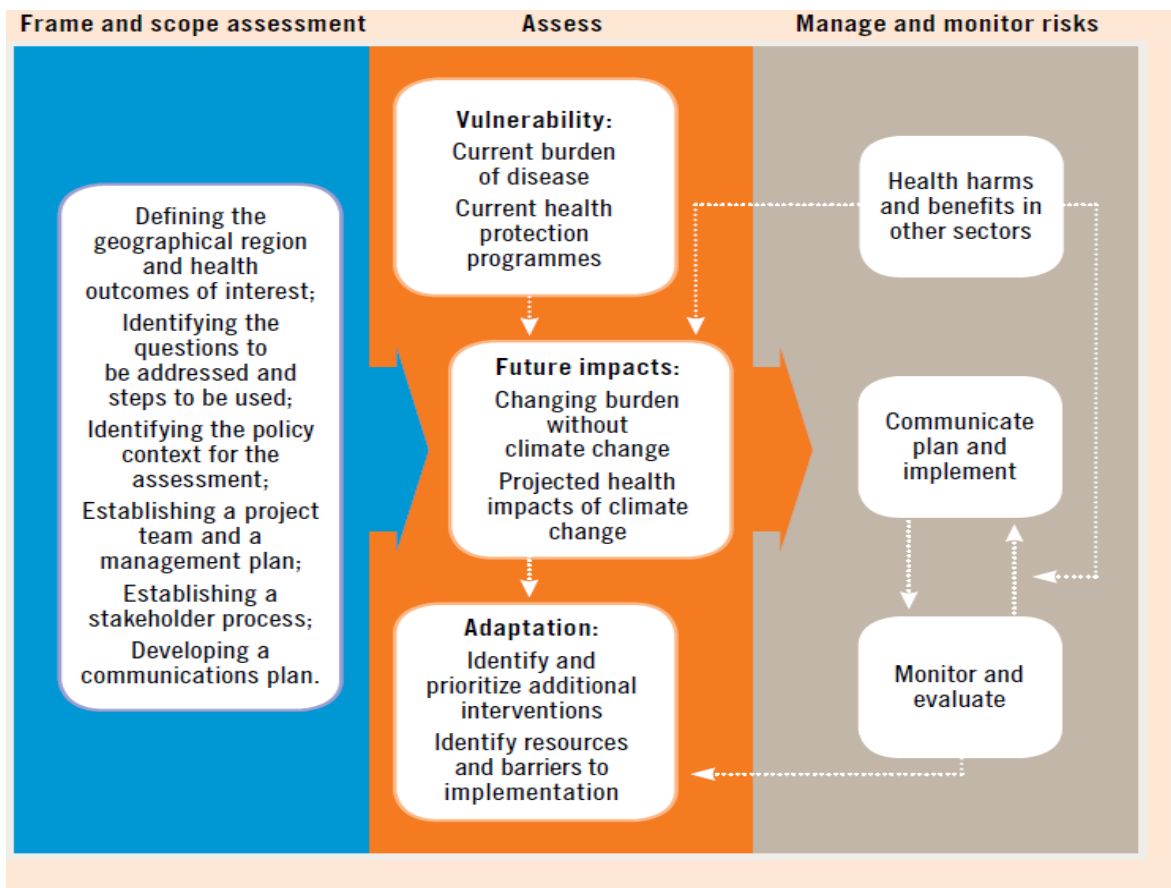 Frame and scope assessment
Assess
Manage and monitor risks
Defining the
geographical region
and health
outcomes of interest;
Identifying the
questions to
be addressed and
steps to be used;
Identifying the policy
context for the
assessment;
Establishing a project
team and a
management plan;
Establishing a
stakeholder process;
Developing a
communications plan.
Vulnerability:
Current burden
of disease
Current health
protection
programmes
Future impacts:
Changing burden
without
climate change
Projected health
impacts of climate
change
Adaptation:
Identify and
prioritize additional
interventions
Identify resources
and barriers to
implementation
Health harms
and benefits in
other sectors
Communicate
plan and
implement
Monitor and
evaluate